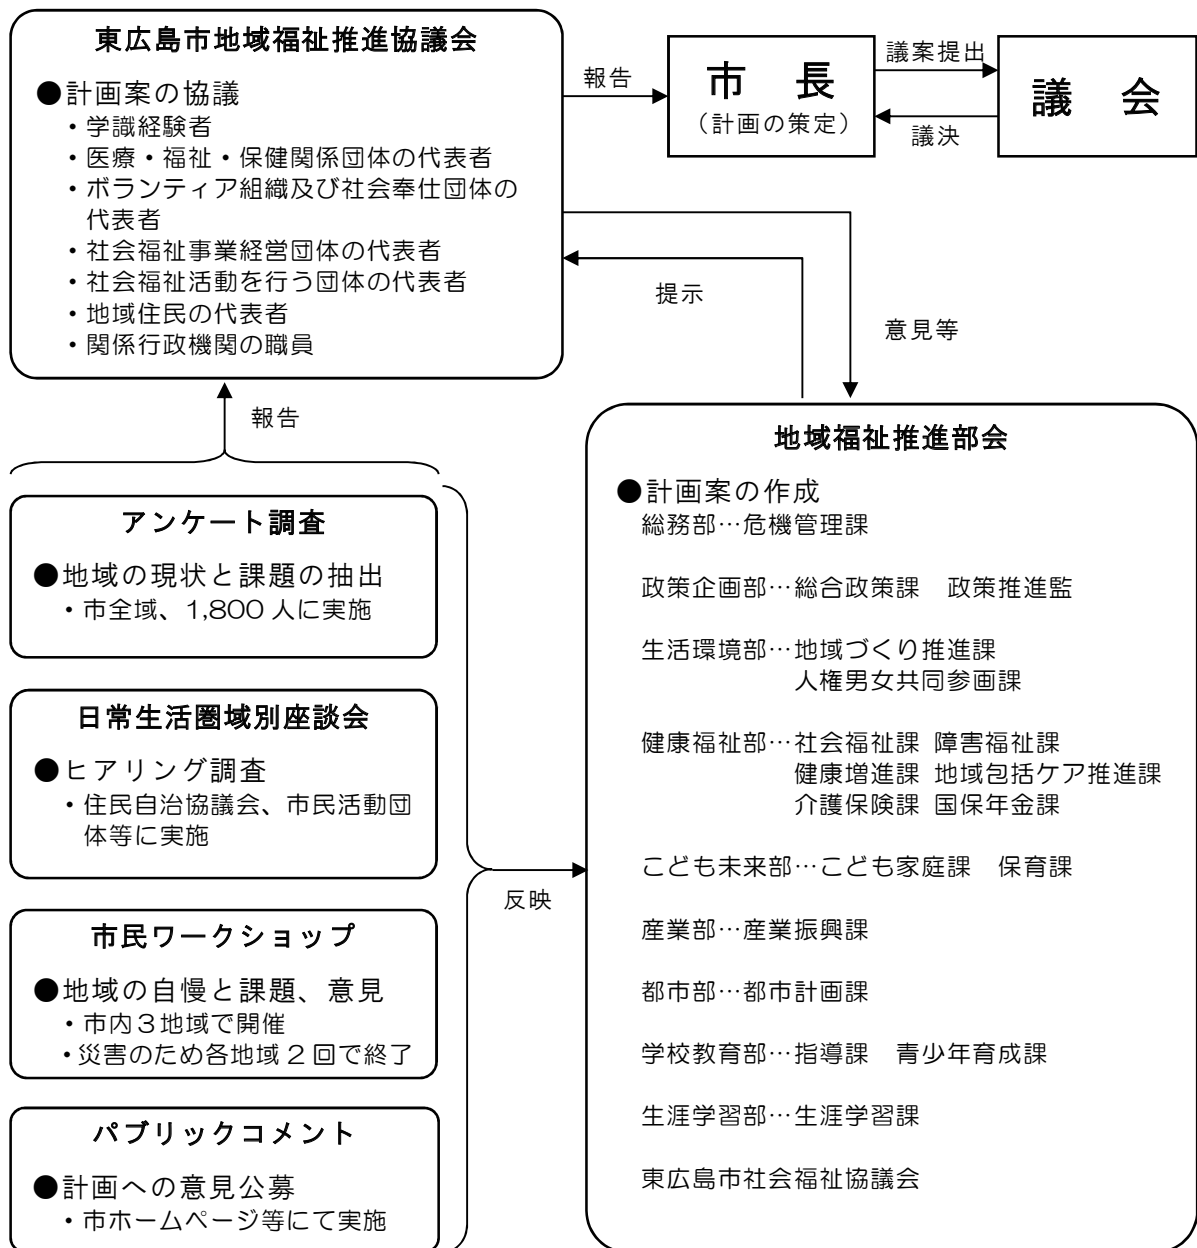 東広島市地域福祉推進協議会
●計画案の協議
・学識経験者
・医療・福祉・保健関係団体の代表者
・ボランティア組織及び社会奉仕団体の
代表者
・社会福祉事業経営団体の代表者
・社会福祉活動を行う団体の代表者
・地域住民の代表者
・関係行政機関の職員
報告
市 長
（計画の策定）
議案提出
議決
議 会
提示
意見等
報告
アンケート調査
●地域の現状と課題の抽出
・市全域、1,800 人に実施
日常生活圏域別座談会
●ヒアリング調査
・住民自治協議会、市民活動団
体等に実施
市民ワークショップ
●地域の自慢と課題、意見
・市内３地域で開催
・災害のため各地域２回で終了
パブリックコメント
●計画への意見公募
・市ホームページ等にて実施
反映
地域福祉推進部会
●計画案の作成
総務部…危機管理課
政策企画部…総合政策課 政策推進監
生活環境部…地域づくり推進課
人権男女共同参画課
健康福祉部…社会福祉課 障害福祉課
健康増進課 地域包括ケア推進課
介護保険課 国保年金課
こども未来部…こども家庭課 保育課
産業部…産業振興課
都市部…都市計画課
学校教育部…指導課 青少年育成課
生涯学習部…生涯学習課
東広島市社会福祉協議会